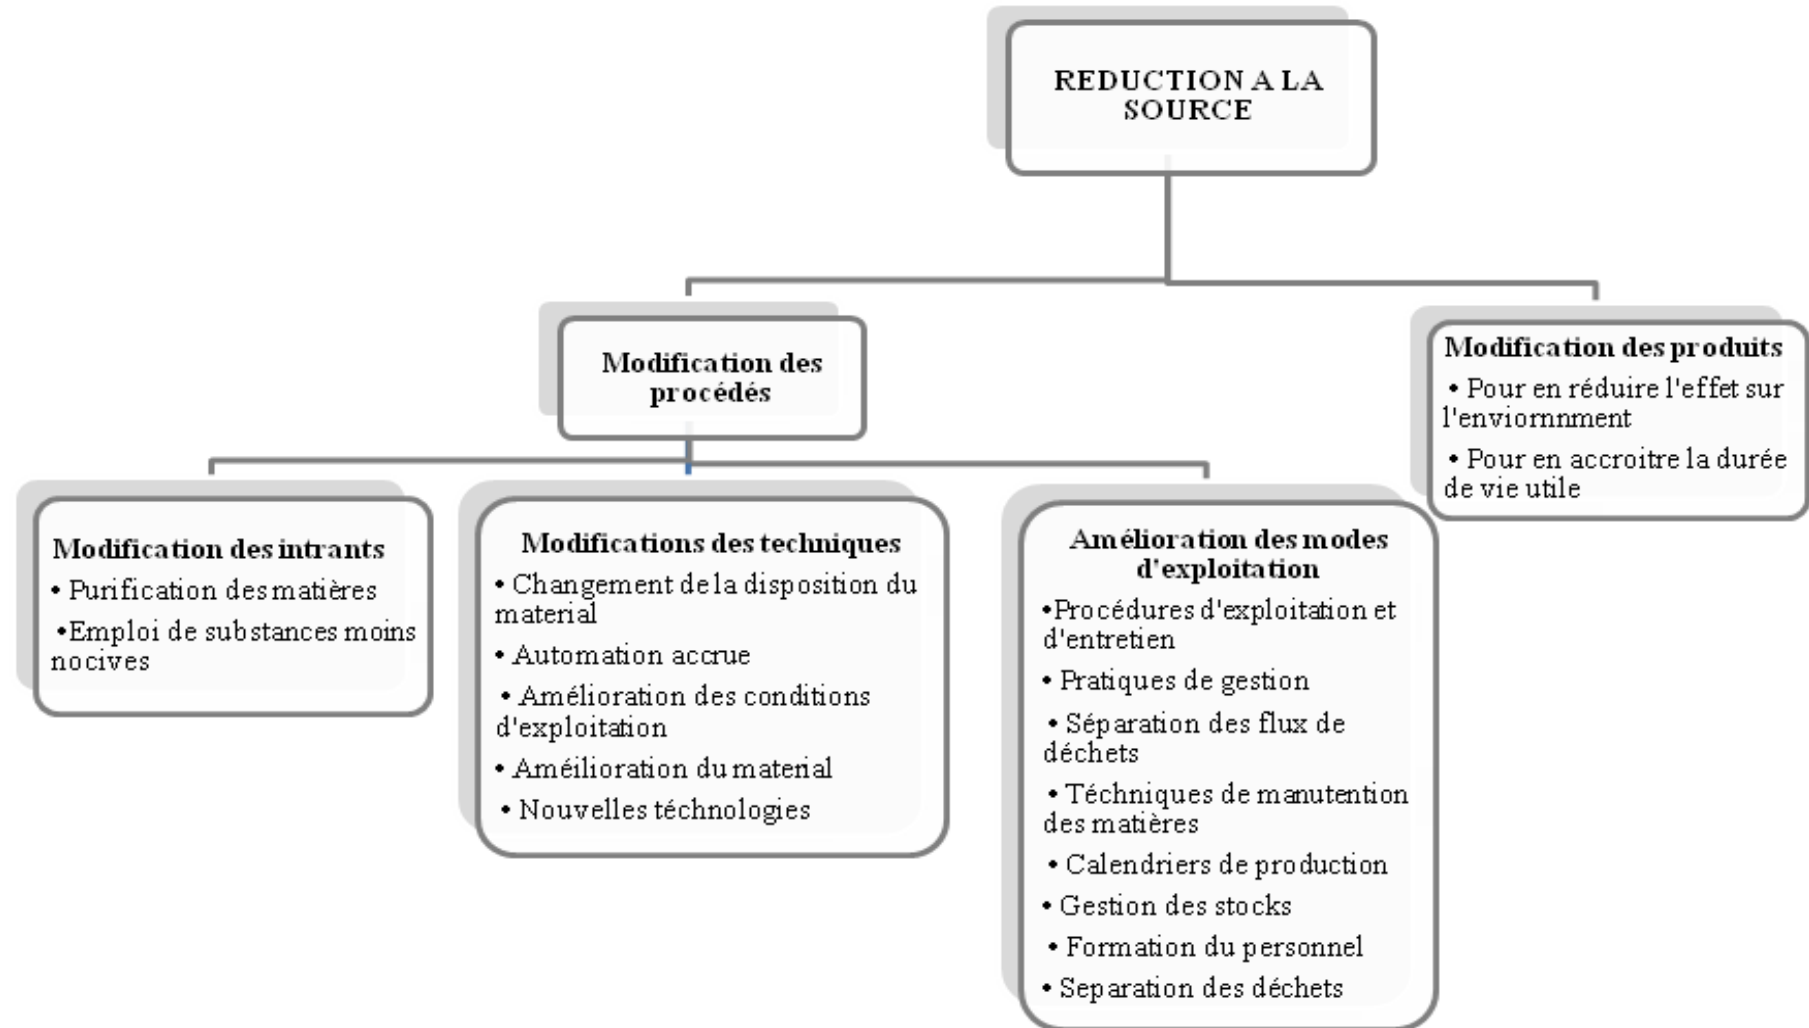 REDUCTION A LA
SOURCE
Modification des
procédés
Modification des produits
• Pour en réduire l'effet sur
l'enviornnment
• Pour en accroitre la durée
de vie utile
Modification des intrants
• Purification des matières
•Emploi de substances moins
nocives
Modifications des techniques
• Changement de la disposition du
material
• Automation accrue
• Amélioration des conditions
d'exploitation
• Améilioration du material
• Nouvelles téchnologies
Amélioration des modes
d'exploitation
•Procédures d'exploitation et
d'entretien
• Pratiques de gestion
• Séparation des flux de
déchets
• Téchniques de manutention
des matières
• Calendriers de production
• Gestion des stocks
• Formation du personnel
• Separation des déchets